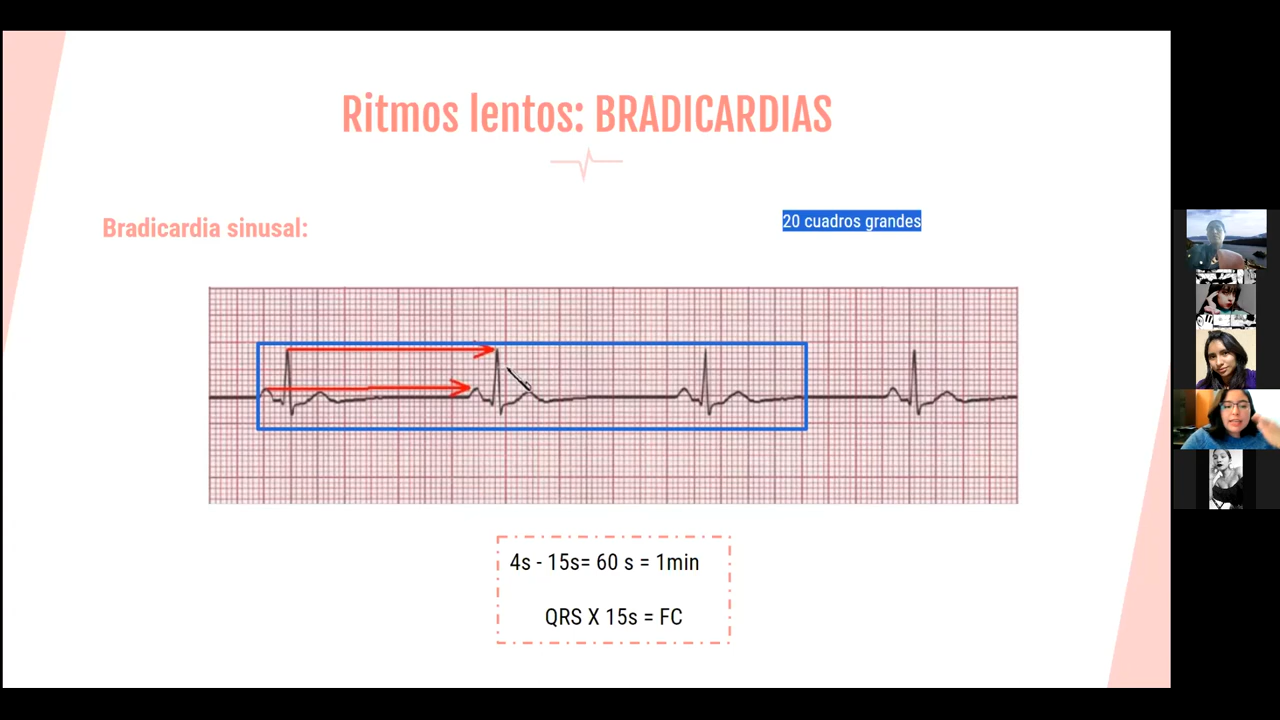 Ritmos lentos: BRADICARDIAS
Bradicardia sinusal:
20 cuadros grandes
4s - 15s= 60 s = 1min
QRS X 15s = FC